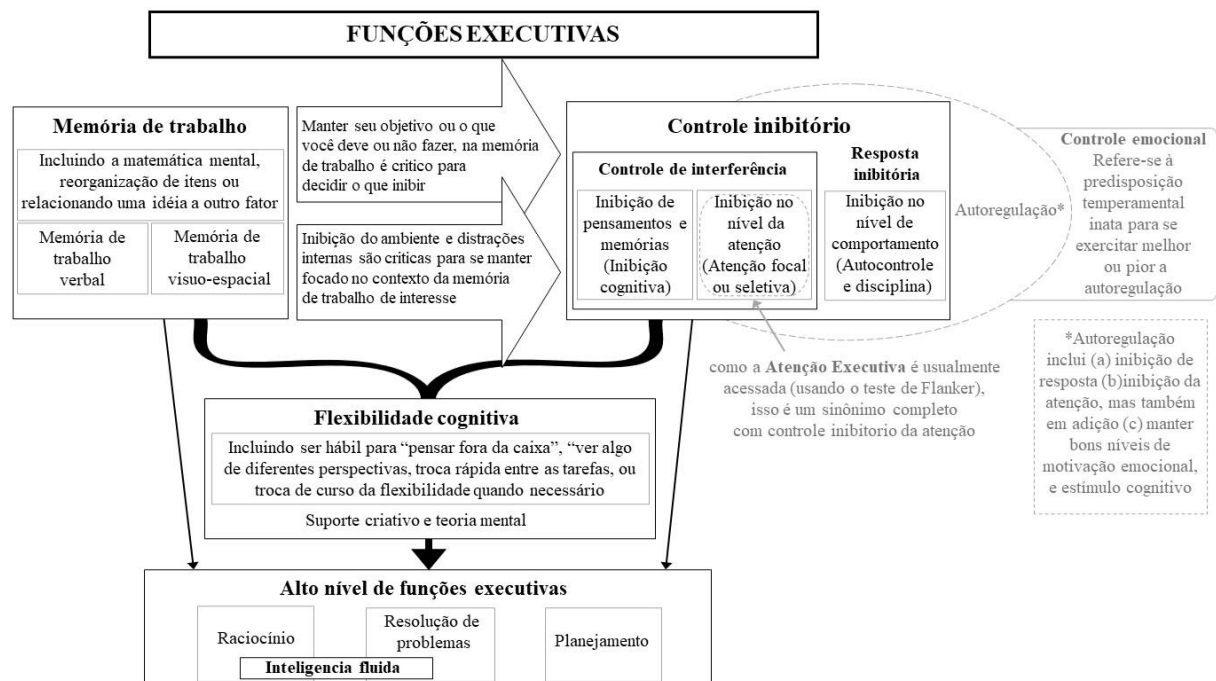 FUNÇÕES EXECUTIVAS
Memória de trabalho
Incluindo a matemática mental,
reorganização de itens ou
relacionando uma idéia a outro fator
Memória de
trabalho
verbal
Memória de
trabalho
visuo-espacial
Manter seu objetivo ou o que
você deve ou não fazer, na memória
de trabalho é critico para
decidir o que inibir
Inibição do ambiente e distrações
internas são criticas para se manter
focado no contexto da memória
de trabalho de interesse
Controle inibitório
Controle de interferência
Inibição de
pensamentos e
memórias
(Inibição
cognitiva)
Inibição no
nível da
atenção
(Atenção focal
ou seletiva)
Resposta
inibitória
Inibição no
nível de
comportamento
(Autocontrole
e disciplina)
Autoregulação*
Controle emocional
Refere-se à
predisposição
temperamental
inata para se
exercitar melhor
ou pior a
autoregulação
como a Atenção Executiva é usualmente
acessada (usando o teste de Flanker),
isso é um sinônimo completo
com controle inibitorio da atenção
*Autoregulação
inclui (a) inibição de
resposta (b)inibição da
atenção, mas também
em adição (c) manter
bons níveis de
motivação emocional,
e estímulo cognitivo
Flexibilidade cognitiva
Incluindo ser hábil para “pensar fora da caixa”, “ver algo
de diferentes perspectivas, troca rápida entre as tarefas, ou
troca de curso da flexibilidade quando necessário
Suporte criativo e teoria mental
Alto nível de funções executivas
Raciocínio
Resolução de
problemas
Planejamento
Inteligencia fluida